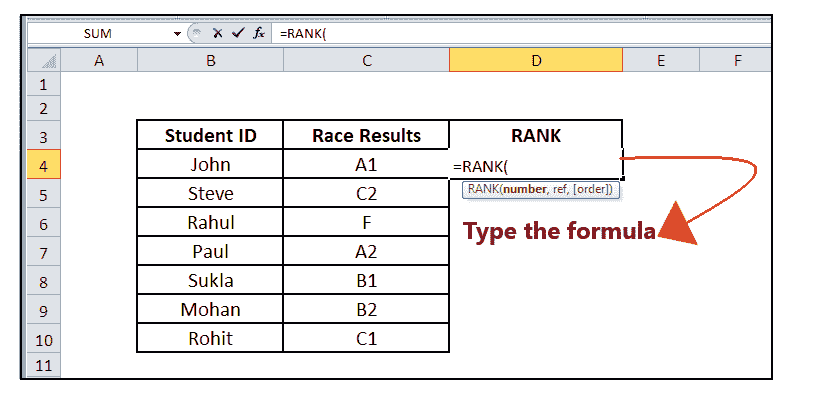 SUM =RANK(
A B C D E F
1
2
3 Student ID Race Results RANK
4 John A1 =RANK(
5 Steve C2 RANK(number, ref, [order])
6 Rahul F Type the formula
7 Paul A2
8 Sukla B1
9 Mohan B2
10 Rohit C1
11